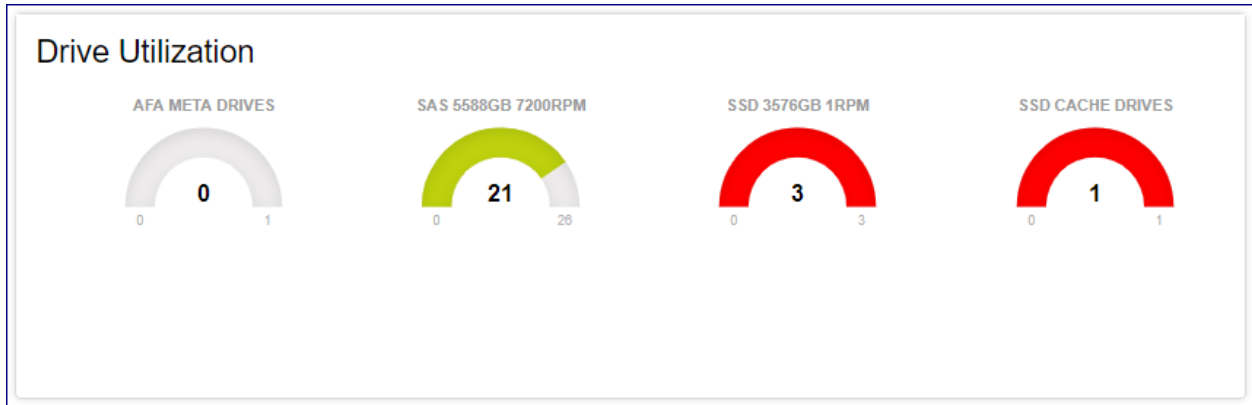 Drive Utilization
AFA META DRIVES
0
0 1
SAS 5588GB 7200RPM
21
0 26
SSD 3576GB 1RPM
3
0 3
SSD CACHE DRIVES
1
0 1